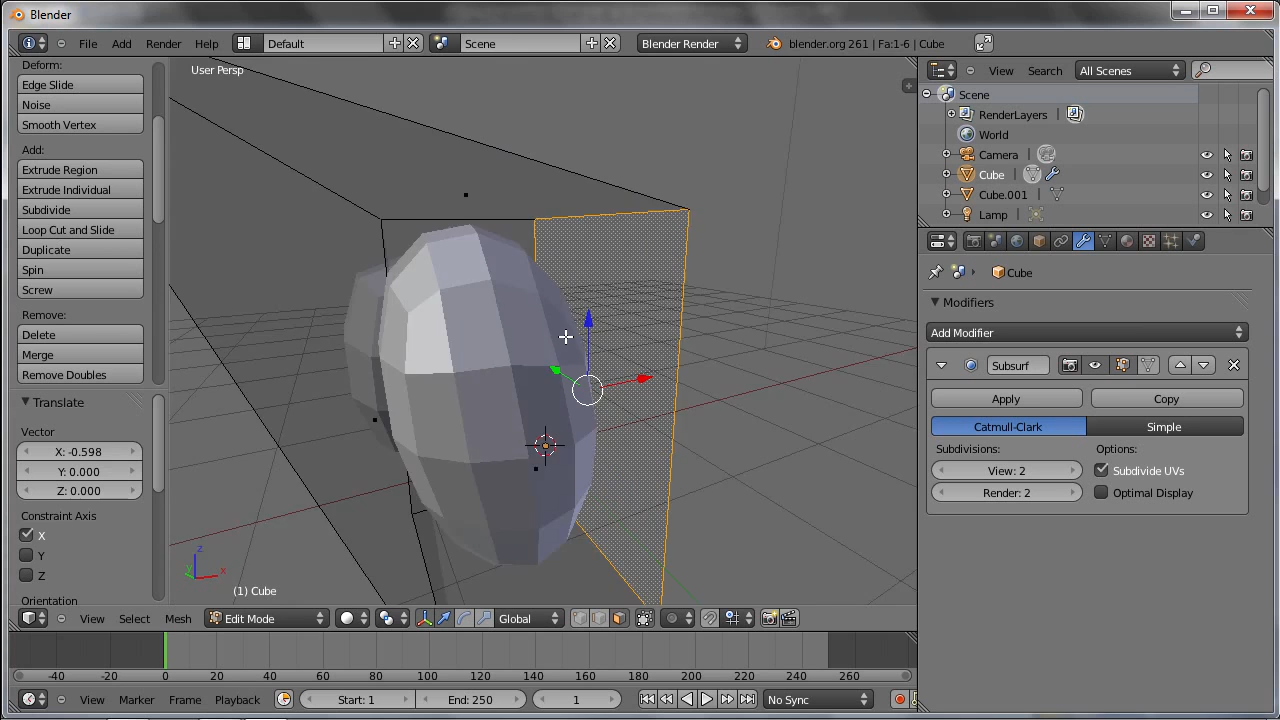 Blender
File Add Render Help Default Scene Blender Render blender.org 261 | Fa:1-6 | Cube
Deform:
Edge Slide
Noise
Smooth Vertex
Add:
Extrude Region
Extrude Individual
Subdivide
Loop Cut and Slide
Duplicate
Spin
Screw
Remove:
Delete
Merge
Remove Doubles
Translate
Vector
X: -0.598
Y: 0.000
Z: 0.000
Constraint Axis
X
Y
Z
Orientation
User Persp
z
y
x
(1) Cube
View Select Mesh Edit Mode Global
-40 -20 0 20 40 60 80 100 120 140 160 180 200 220 240 260
View Marker Frame Playback Start: 1 End: 250 1 No Sync
View Search All Scenes
Scene
RenderLayers |
World
Camera |
Cube |
Cube.001 |
Lamp |
Cube
Modifiers
Add Modifier
Subsurf
Apply Copy
Catmull-Clark Simple
Subdivisions: Options:
View: 2 Subdivide UVs
Render: 2 Optimal Display